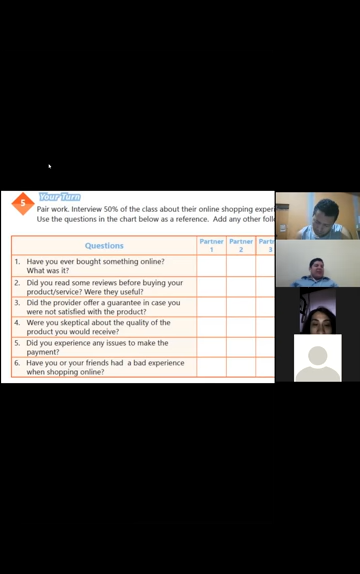 5
Your Turn
Pair work. Interview 50% of the class about their online shopping
Use the questions in the chart below as a reference. Add any other
Questions
Partner 1
Partner 2
3
1. Have you ever bought something online?
What was it?
2. Did you read some reviews before buying your
product/service? Were they useful?
3. Did the provider offer a guarantee in case you
were not satisfied with the product?
4. Were you skeptical about the quality of the
product you would receive?
5. Did you experience any issues to make the
payment?
6. Have you or your friends had a bad experience
when shopping online?